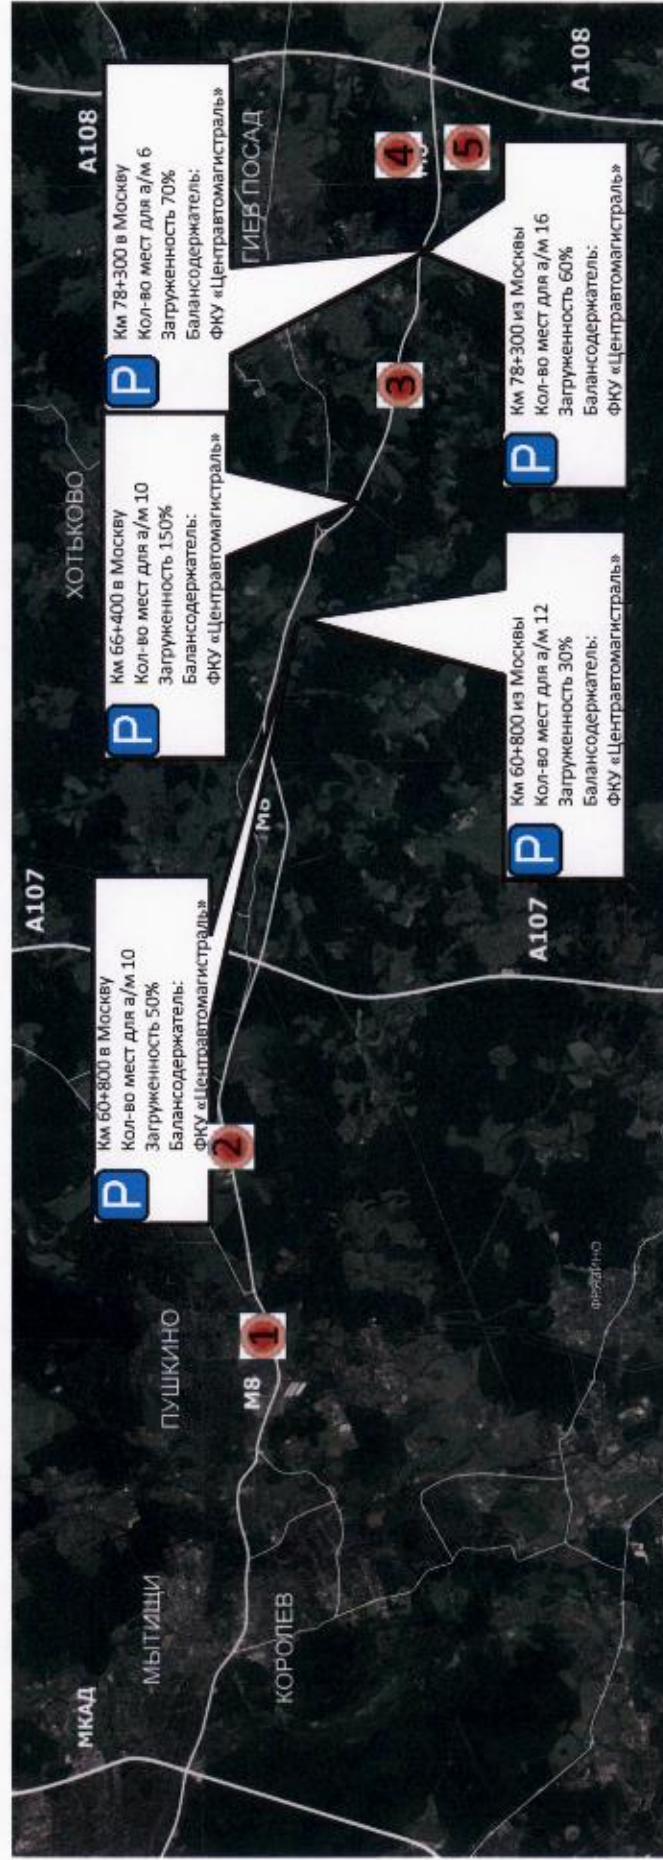 МКАД
МЫТИЩИ
КОРОЛЕВ
ПУШКИНО
М8
1
2
P
Км 60+800 в Москву
Кол-во мест для а/м 10
Загруженность 50%
Балансодержатель:
ФКУ «Центравтомагистраль»
А107
А107
ХОТЬКОВО
P
Км 66+400 в Москву
Кол-во мест для а/м 10
Загруженность 150%
Балансодержатель:
ФКУ «Центравтомагистраль»
P
Км 60+800 из Москвы
Кол-во мест для а/м 12
Загруженность 30%
Балансодержатель:
ФКУ «Центравтомагистраль»
3
P
Км 78+300 в Москву
Кол-во мест для а/м 6
Загруженность 70%
Балансодержатель:
ФКУ «Центравтомагистраль»
ГИЕВ ПОСАД
P
Км 78+300 из Москвы
Кол-во мест для а/м 16
Загруженность 60%
Балансодержатель:
ФКУ «Центравтомагистраль»
4
5
А108
А108